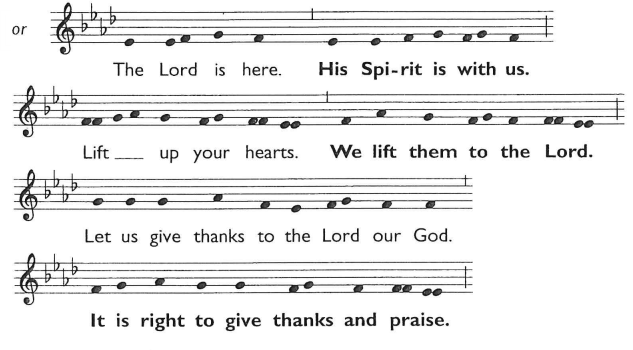 or
The Lord is here. His Spi-rit is with us.
Lift ___ up your hearts. We lift them to the Lord.
Let us give thanks to the Lord our God.
It is right to give thanks and praise.